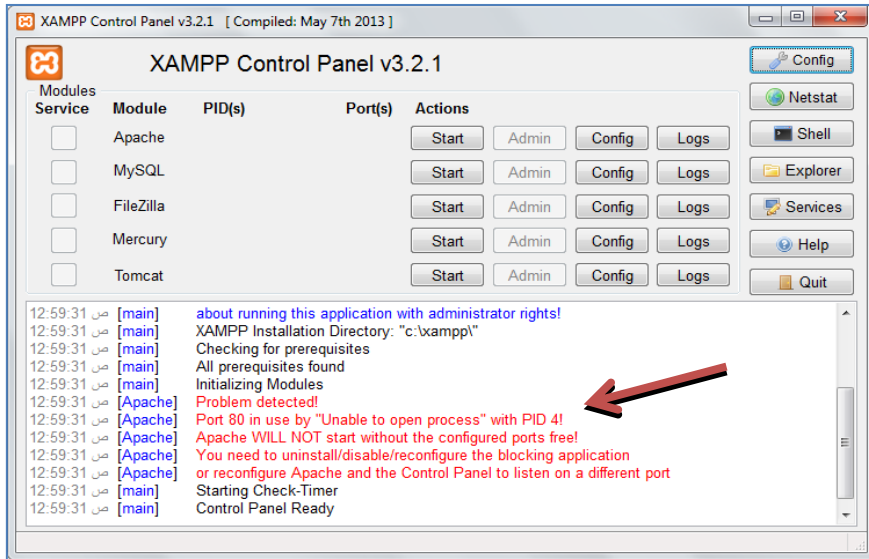 XAMPP Control Panel v3.2.1 [ Compiled: May 7th 2013 ]
XAMPP Control Panel v3.2.1
Config
Modules
Netstat
Service Module PID(s) Port(s) Actions
Apache Start Admin Config Logs
Shell
MySQL Start Admin Config Logs
Explorer
FileZilla Start Admin Config Logs
Services
Mercury Start Admin Config Logs
Help
Tomcat Start Admin Config Logs
Quit
12:59:31 ص [main] about running this application with administrator rights!
12:59:31 ص [main] XAMPP Installation Directory: "c:\xampp\"
12:59:31 ص [main] Checking for prerequisites
12:59:31 ص [main] All prerequisites found
12:59:31 ص [main] Initializing Modules
12:59:31 ص [Apache] Problem detected!
12:59:31 ص [Apache] Port 80 in use by "Unable to open process" with PID 4!
12:59:31 ص [Apache] Apache WILL NOT start without the configured ports free!
12:59:31 ص [Apache] You need to uninstall/disable/reconfigure the blocking application
12:59:31 ص [Apache] or reconfigure Apache and the Control Panel to listen on a different port
12:59:31 ص [main] Starting Check-Timer
12:59:31 ص [main] Control Panel Ready